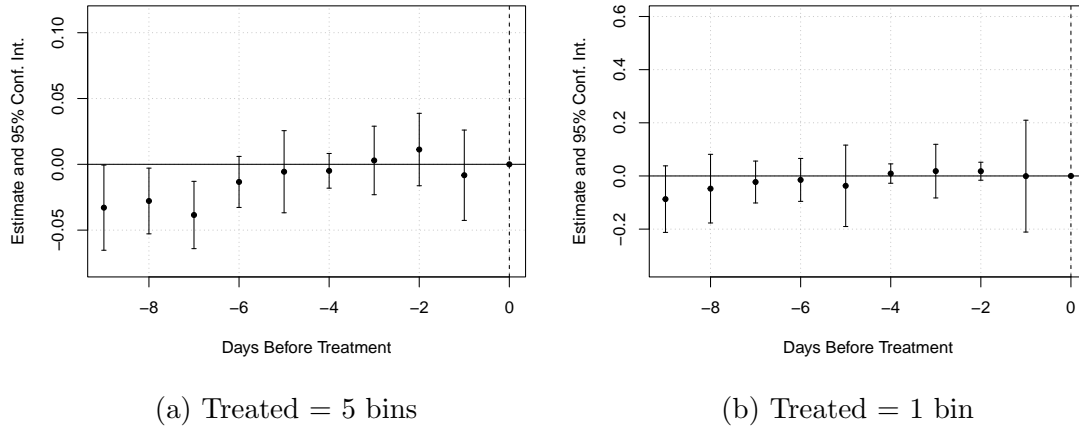 Estimate and 95% Conf. Int.
0.10
0.05
0.00
−0.05
−8 −6 −4 −2 0
Days Before Treatment
(a) Treated = 5 bins
Estimate and 95% Conf. Int.
0.6
0.4
0.2
0.0
−0.2
−8 −6 −4 −2 0
Days Before Treatment
(b) Treated = 1 bin